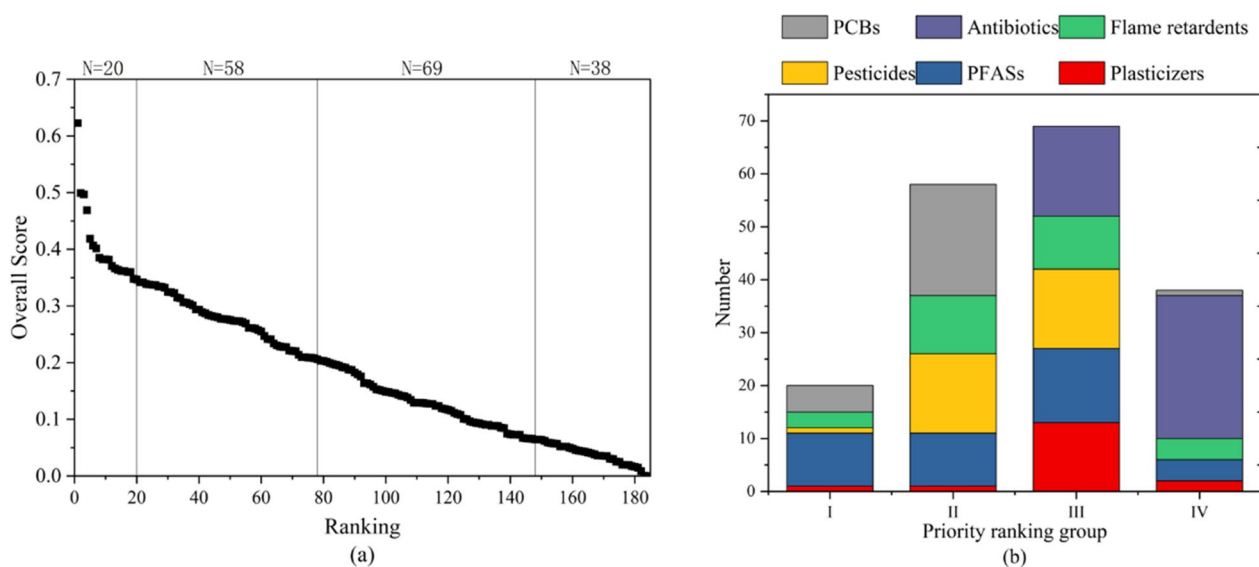 N=20 N=58 N=69 N=38
0.7
0.6
0.5
0.4
0.3
0.2
0.1
0.0
Overall Score
0 20 40 60 80 100 120 140 160 180
Ranking
(a)
PCBs Antibiotics Flame retardents
Pesticides PFASs Plasticizers
70
60
50
40
30
20
10
0
Number
I II III IV
Priority ranking group
(b)